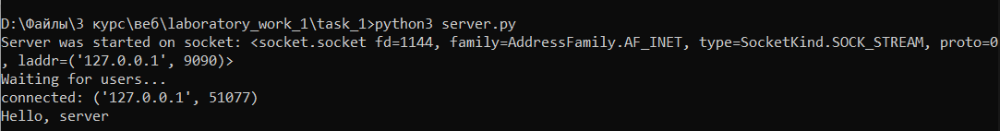 D:\Файлы\3 курс\веб\laboratory_work_1\task_1>python3 server.py
Server was started on socket: <socket.socket fd=1144, family=AddressFamily.AF_INET, type=SocketKind.SOCK_STREAM, proto=0
, laddr=('127.0.0.1', 9090)>
Waiting for users...
connected: ('127.0.0.1', 51077)
Hello, server